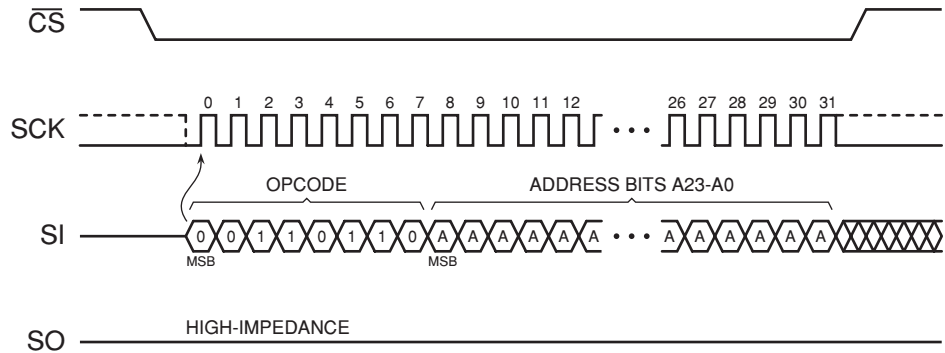 CS
0 1 2 3 4 5 6 7 8 9 10 11 12 26 27 28 29 30 31
SCK
OPCODE ADDRESS BITS A23-A0
SI 0 0 1 1 0 1 1 0 A A A A A A A A A A A A
MSB MSB
HIGH-IMPEDANCE
SO